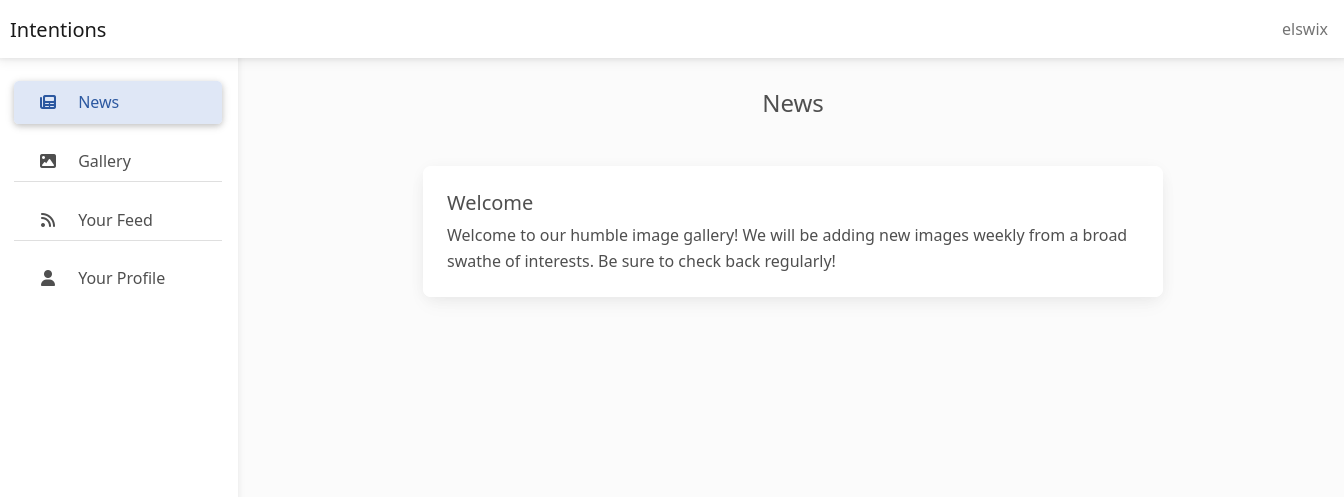 Intentions
elswix
News
Gallery
Your Feed
Your Profile
News
Welcome
Welcome to our humble image gallery! We will be adding new images weekly from a broad
swathe of interests. Be sure to check back regularly!